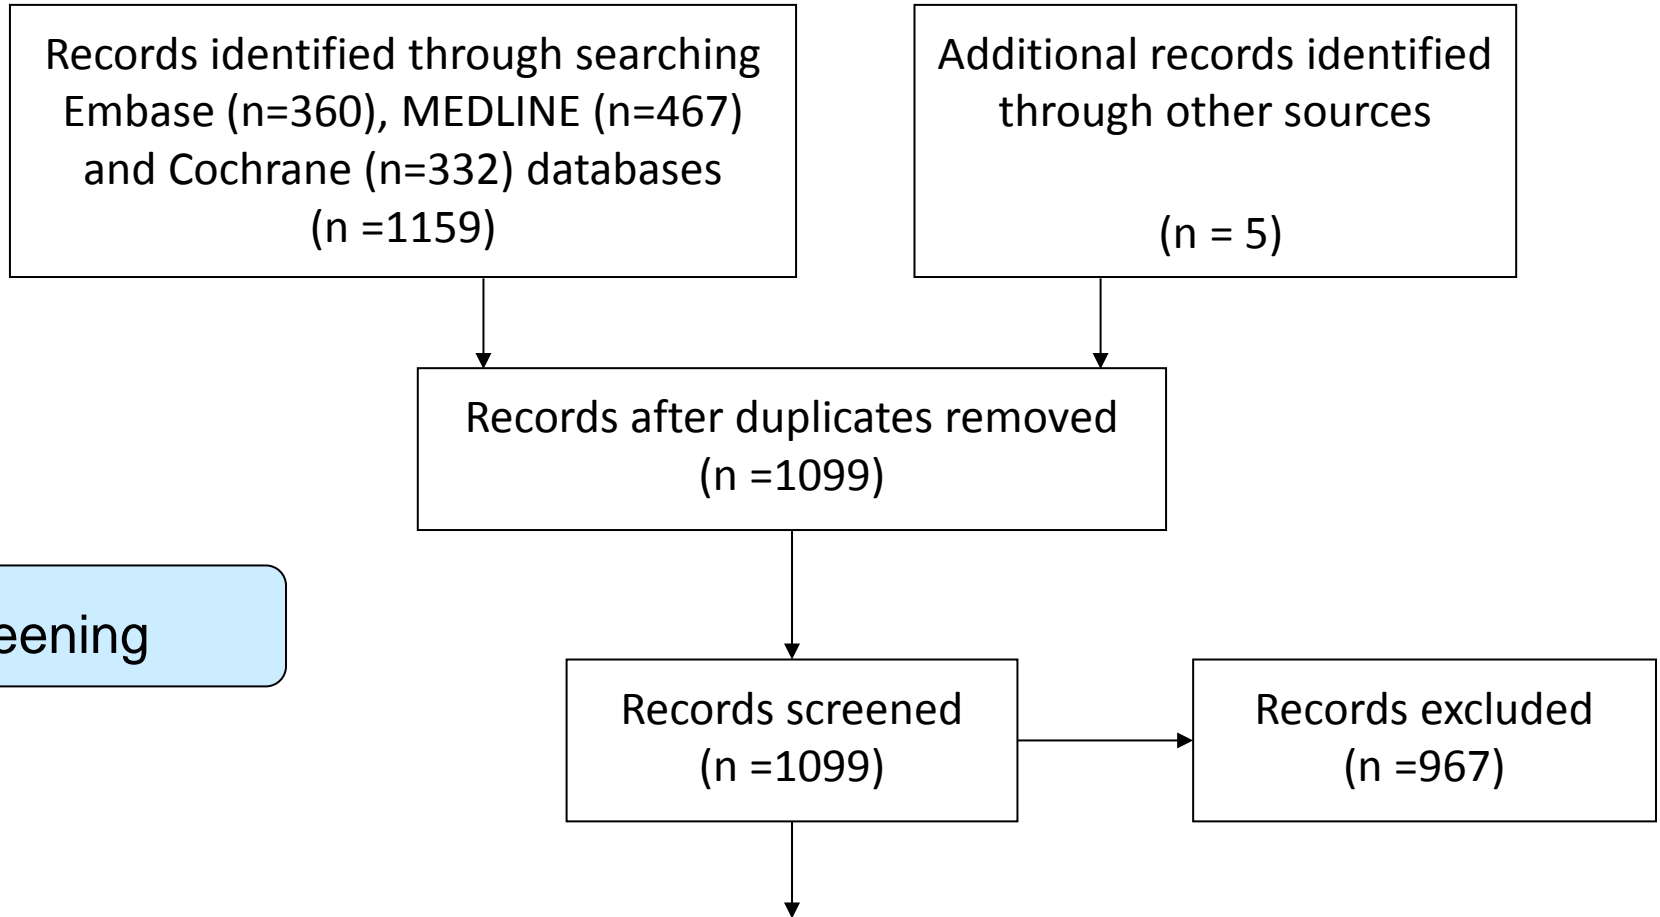 Records identified through searching
Embase (n=360), MEDLINE (n=467)
and Cochrane (n=332) databases
(n =1159)
Additional records identified
through other sources
(n = 5)
Records after duplicates removed
(n =1099)
eening
Records screened
(n =1099)
Records excluded
(n =967)